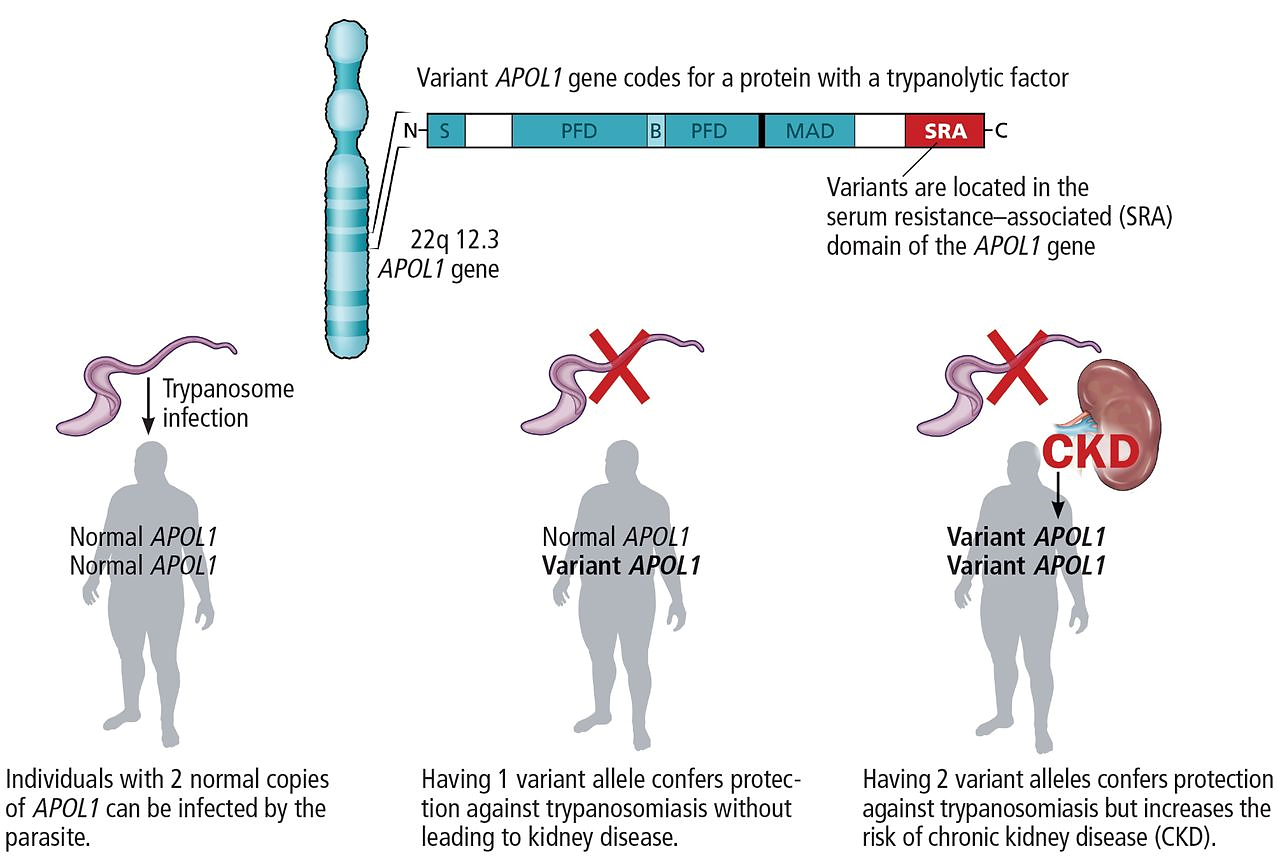 Variant APOL1 gene codes for a protein with a trypanolytic factor
N S PFD B PFD MAD SRA C
Variants are located in the
serum resistance–associated (SRA)
domain of the APOL1 gene
22q 12.3
APOL1 gene
Trypanosome
infection
Normal APOL1
Normal APOL1
Individuals with 2 normal copies
of APOL1 can be infected by the
parasite.
Normal APOL1
Variant APOL1
Having 1 variant allele confers protec-
tion against trypanosomiasis without
leading to kidney disease.
CKD
Variant APOL1
Variant APOL1
Having 2 variant alleles confers protection
against trypanosomiasis but increases the
risk of chronic kidney disease (CKD).